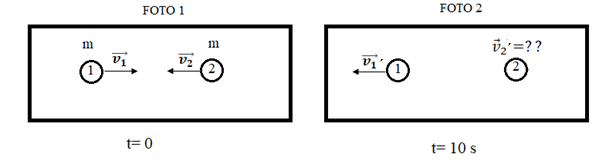 FOTO 1
m
m
1
v₁
v₂
2
t= 0
FOTO 2
v₁´
1
v₂´=? ?
2
t= 10 s